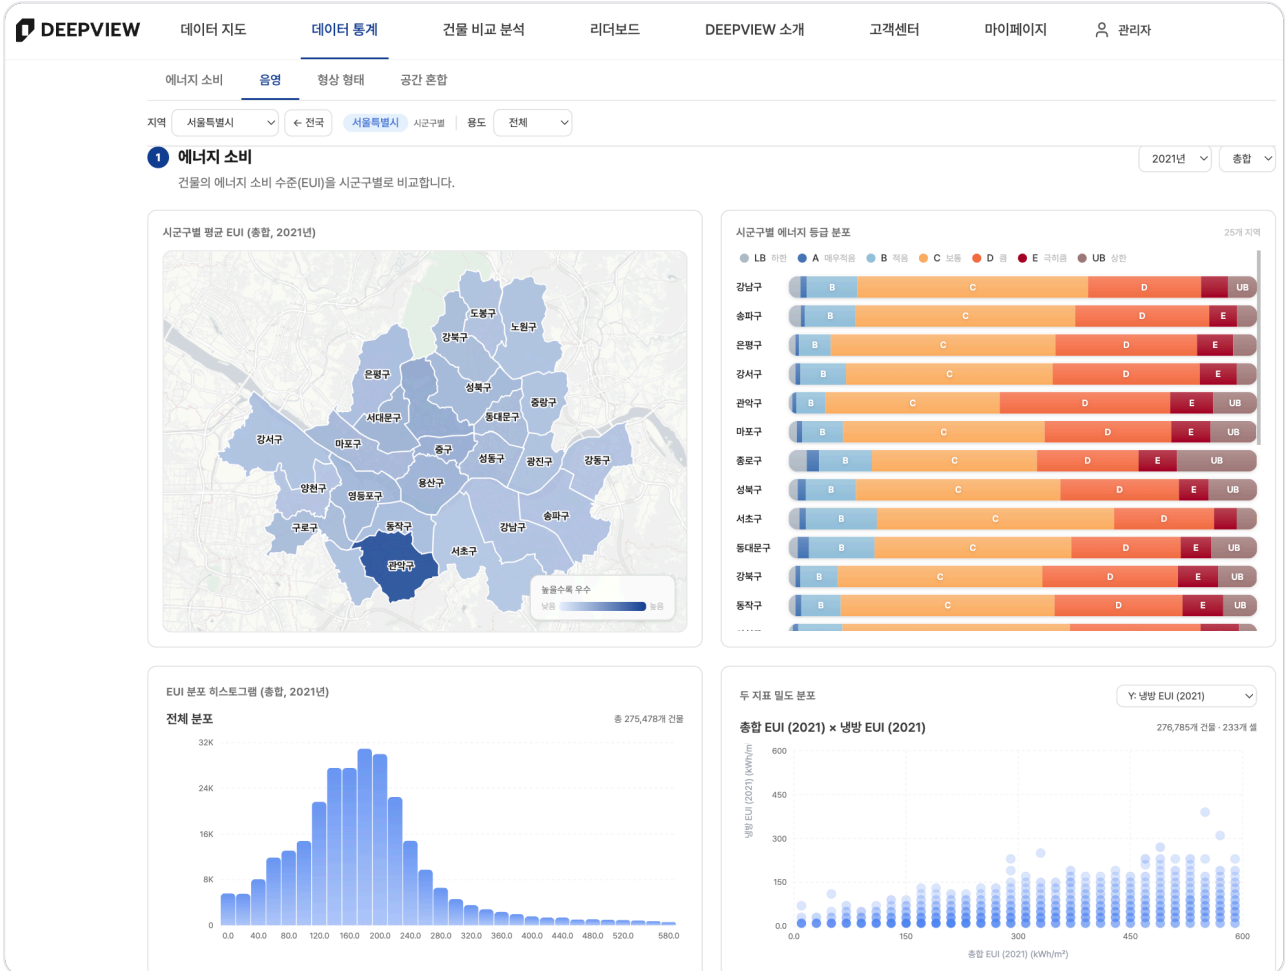 DEEPVIEW 데이터 지도 데이터 통계 건물 비교 분석 리더보드 DEEPVIEW 소개 고객센터 마이페이지 관리자
에너지 소비 음영 형상 형태 공간 혼합
지역 서울특별시 ← 전국 서울특별시 시군구별 용도 전체
1 에너지 소비
2021년 총합
건물의 에너지 소비 수준(EUI)을 시군구별로 비교합니다.
시군구별 평균 EUI (총합, 2021년)
도봉구
노원구
강북구
은평구
성북구
중랑구
서대문구
동대문구
강서구
마포구
중구
성동구
광진구
강동구
양천구
영등포구
용산구
구로구
동작구
강남구
송파구
서초구
관악구
높을수록 우수
낮음 높음
시군구별 에너지 등급 분포
25개 지역
LB 하한 A 매우적음 B 적음 C 보통 D 큼 E 극히큼 UB 상한
강남구 B C D UB
송파구 B C D E
은평구 B C D E
강서구 B C D E
관악구 B C D E UB
마포구 B C D E UB
종로구 B C D E UB
성북구 B C D E UB
서초구 B C D
동대문구 B C D E UB
강북구 B C D E UB
동작구 B C D E UB
EUI 분포 히스토그램 (총합, 2021년)
전체 분포
총 275,478개 건물
32K
24K
16K
8K
0
0.0 40.0 80.0 120.0 160.0 200.0 240.0 280.0 320.0 360.0 400.0 440.0 480.0 520.0 580.0
두 지표 밀도 분포
Y: 냉방 EUI (2021)
총합 EUI (2021) × 냉방 EUI (2021)
276,785개 건물 · 233개 셀
냉방 EUI (2021) (kWh/m
600
450
300
150
0.0
0.0 150 300 450 600
총합 EUI (2021) (kWh/m²)